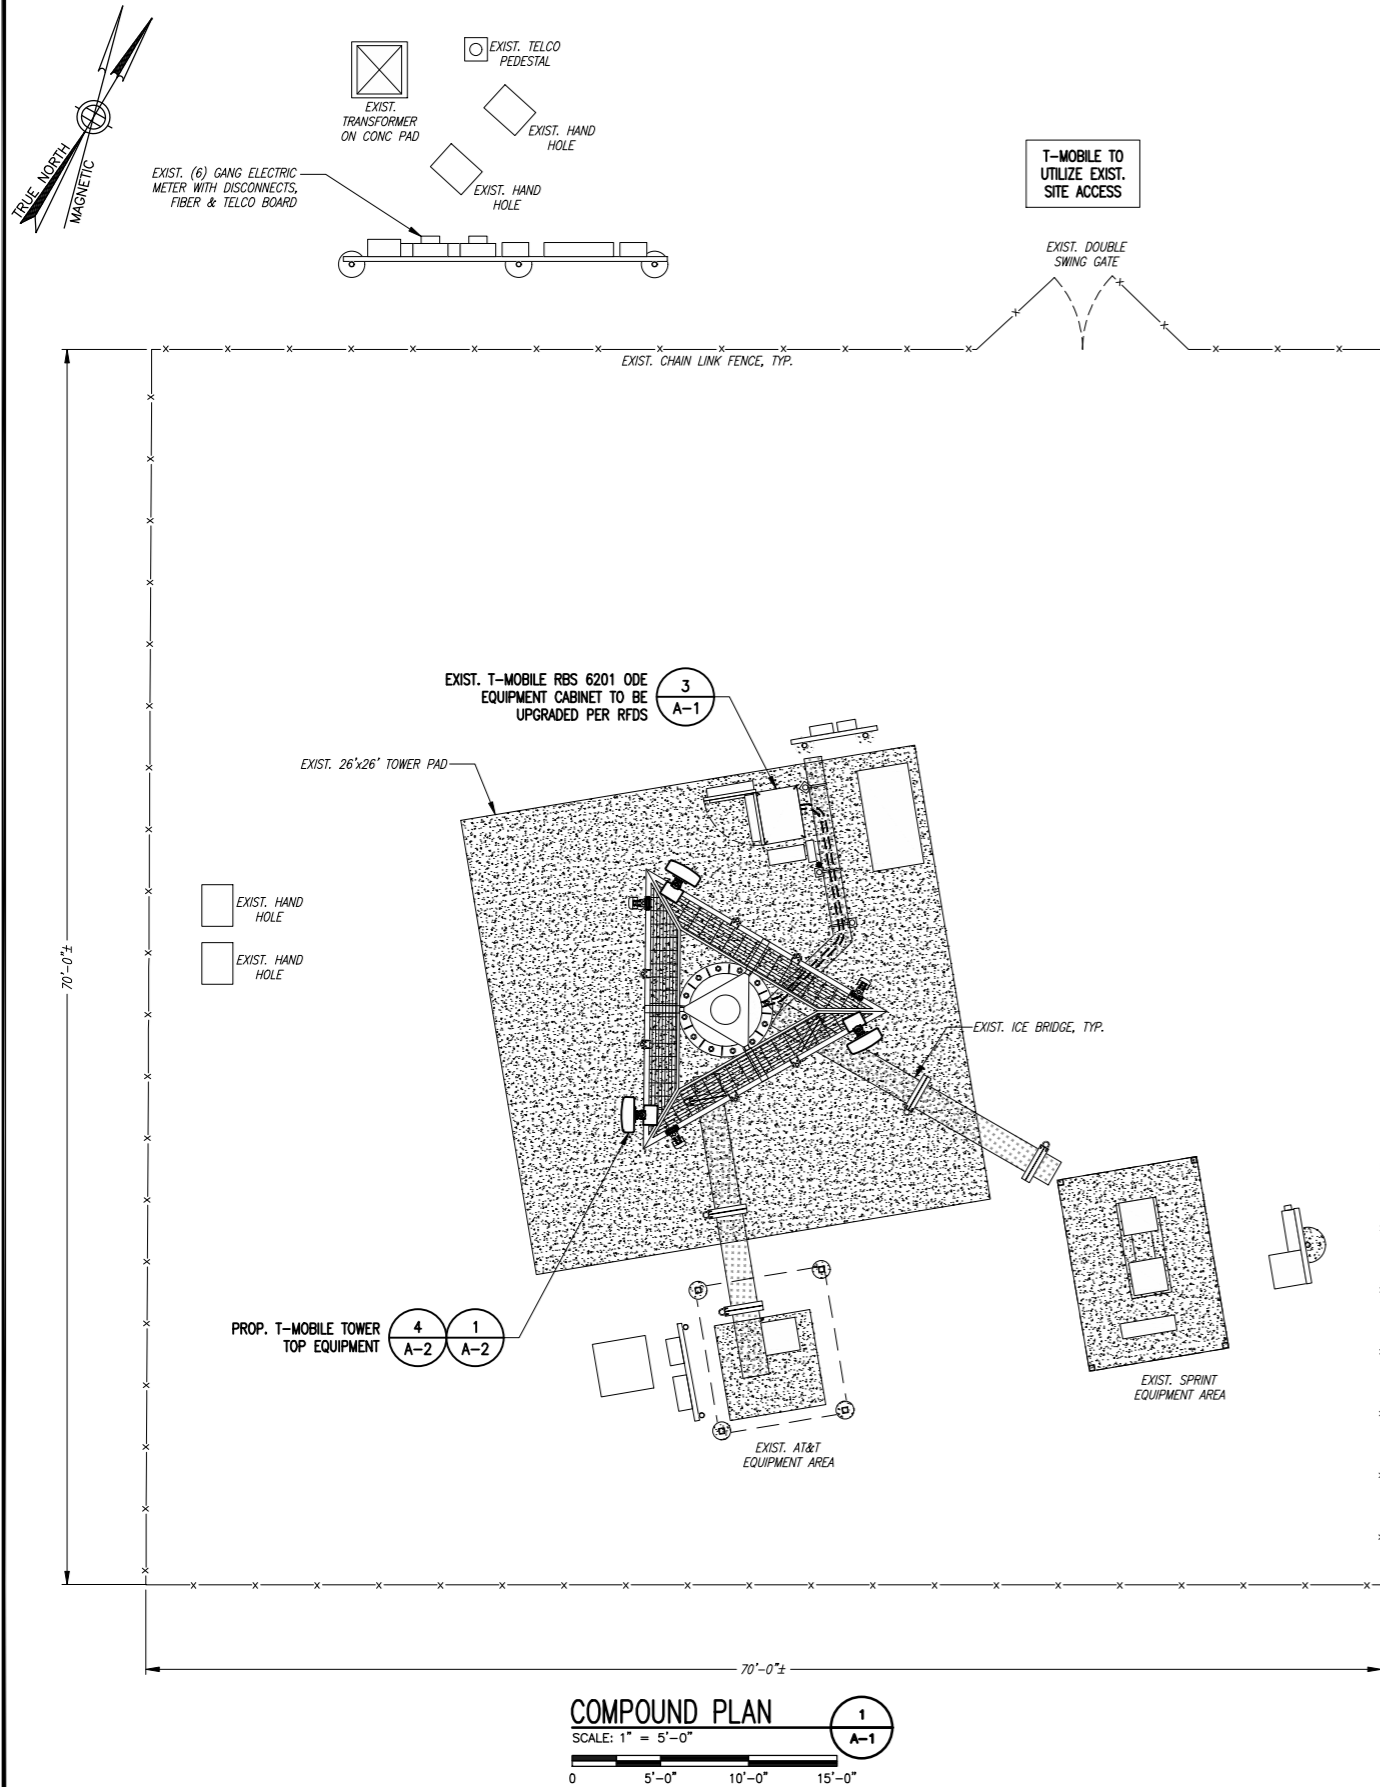 TRUE NORTH
MAGNETIC
EXIST.
TRANSFORMER
ON CONC PAD
EXIST. TELCO
PEDESTAL
EXIST. HAND
HOLE
EXIST. HAND
HOLE
EXIST. (6) GANG ELECTRIC
METER WITH DISCONNECTS,
FIBER & TELCO BOARD
T-MOBILE TO
UTILIZE EXIST.
SITE ACCESS
EXIST. DOUBLE
SWING GATE
EXIST. CHAIN LINK FENCE, TYP.
EXIST. T-MOBILE RBS 6201 ODE
EQUIPMENT CABINET TO BE
UPGRADED PER RFDS
3
A-1
EXIST. 26'x26' TOWER PAD
EXIST. HAND
HOLE
EXIST. HAND
HOLE
70'-0"±
EXIST. ICE BRIDGE, TYP.
PROP. T-MOBILE TOWER
TOP EQUIPMENT
4
A-2
1
A-2
EXIST. SPRINT
EQUIPMENT AREA
EXIST. AT&T
EQUIPMENT AREA
70'-0"±
COMPOUND PLAN
SCALE: 1" = 5'-0"
1
A-1
0 5'-0" 10'-0" 15'-0"